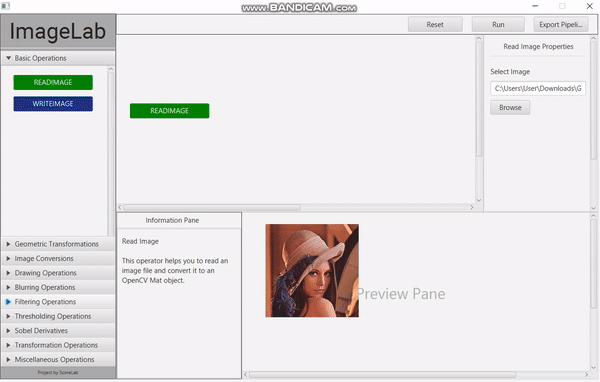 www.BANDICAM.com
ImageLab
Reset
Run
Export Pipeli...
Basic Operations
READIMAGE
WRITEIMAGE
READIMAGE
Read Image Properties
Select Image
C:\Users\User\Downloads\G
Browse
Geometric Transformations
Image Conversions
Drawing Operations
Blurring Operations
Filtering Operations
Thresholding Operations
Sobel Derivatives
Transformation Operations
Miscellaneous Operations
Project by SceneLab
Information Pane
Read Image
This operator helps you to read an
image file and convert it to an
OpenCV Mat object.
Preview Pane